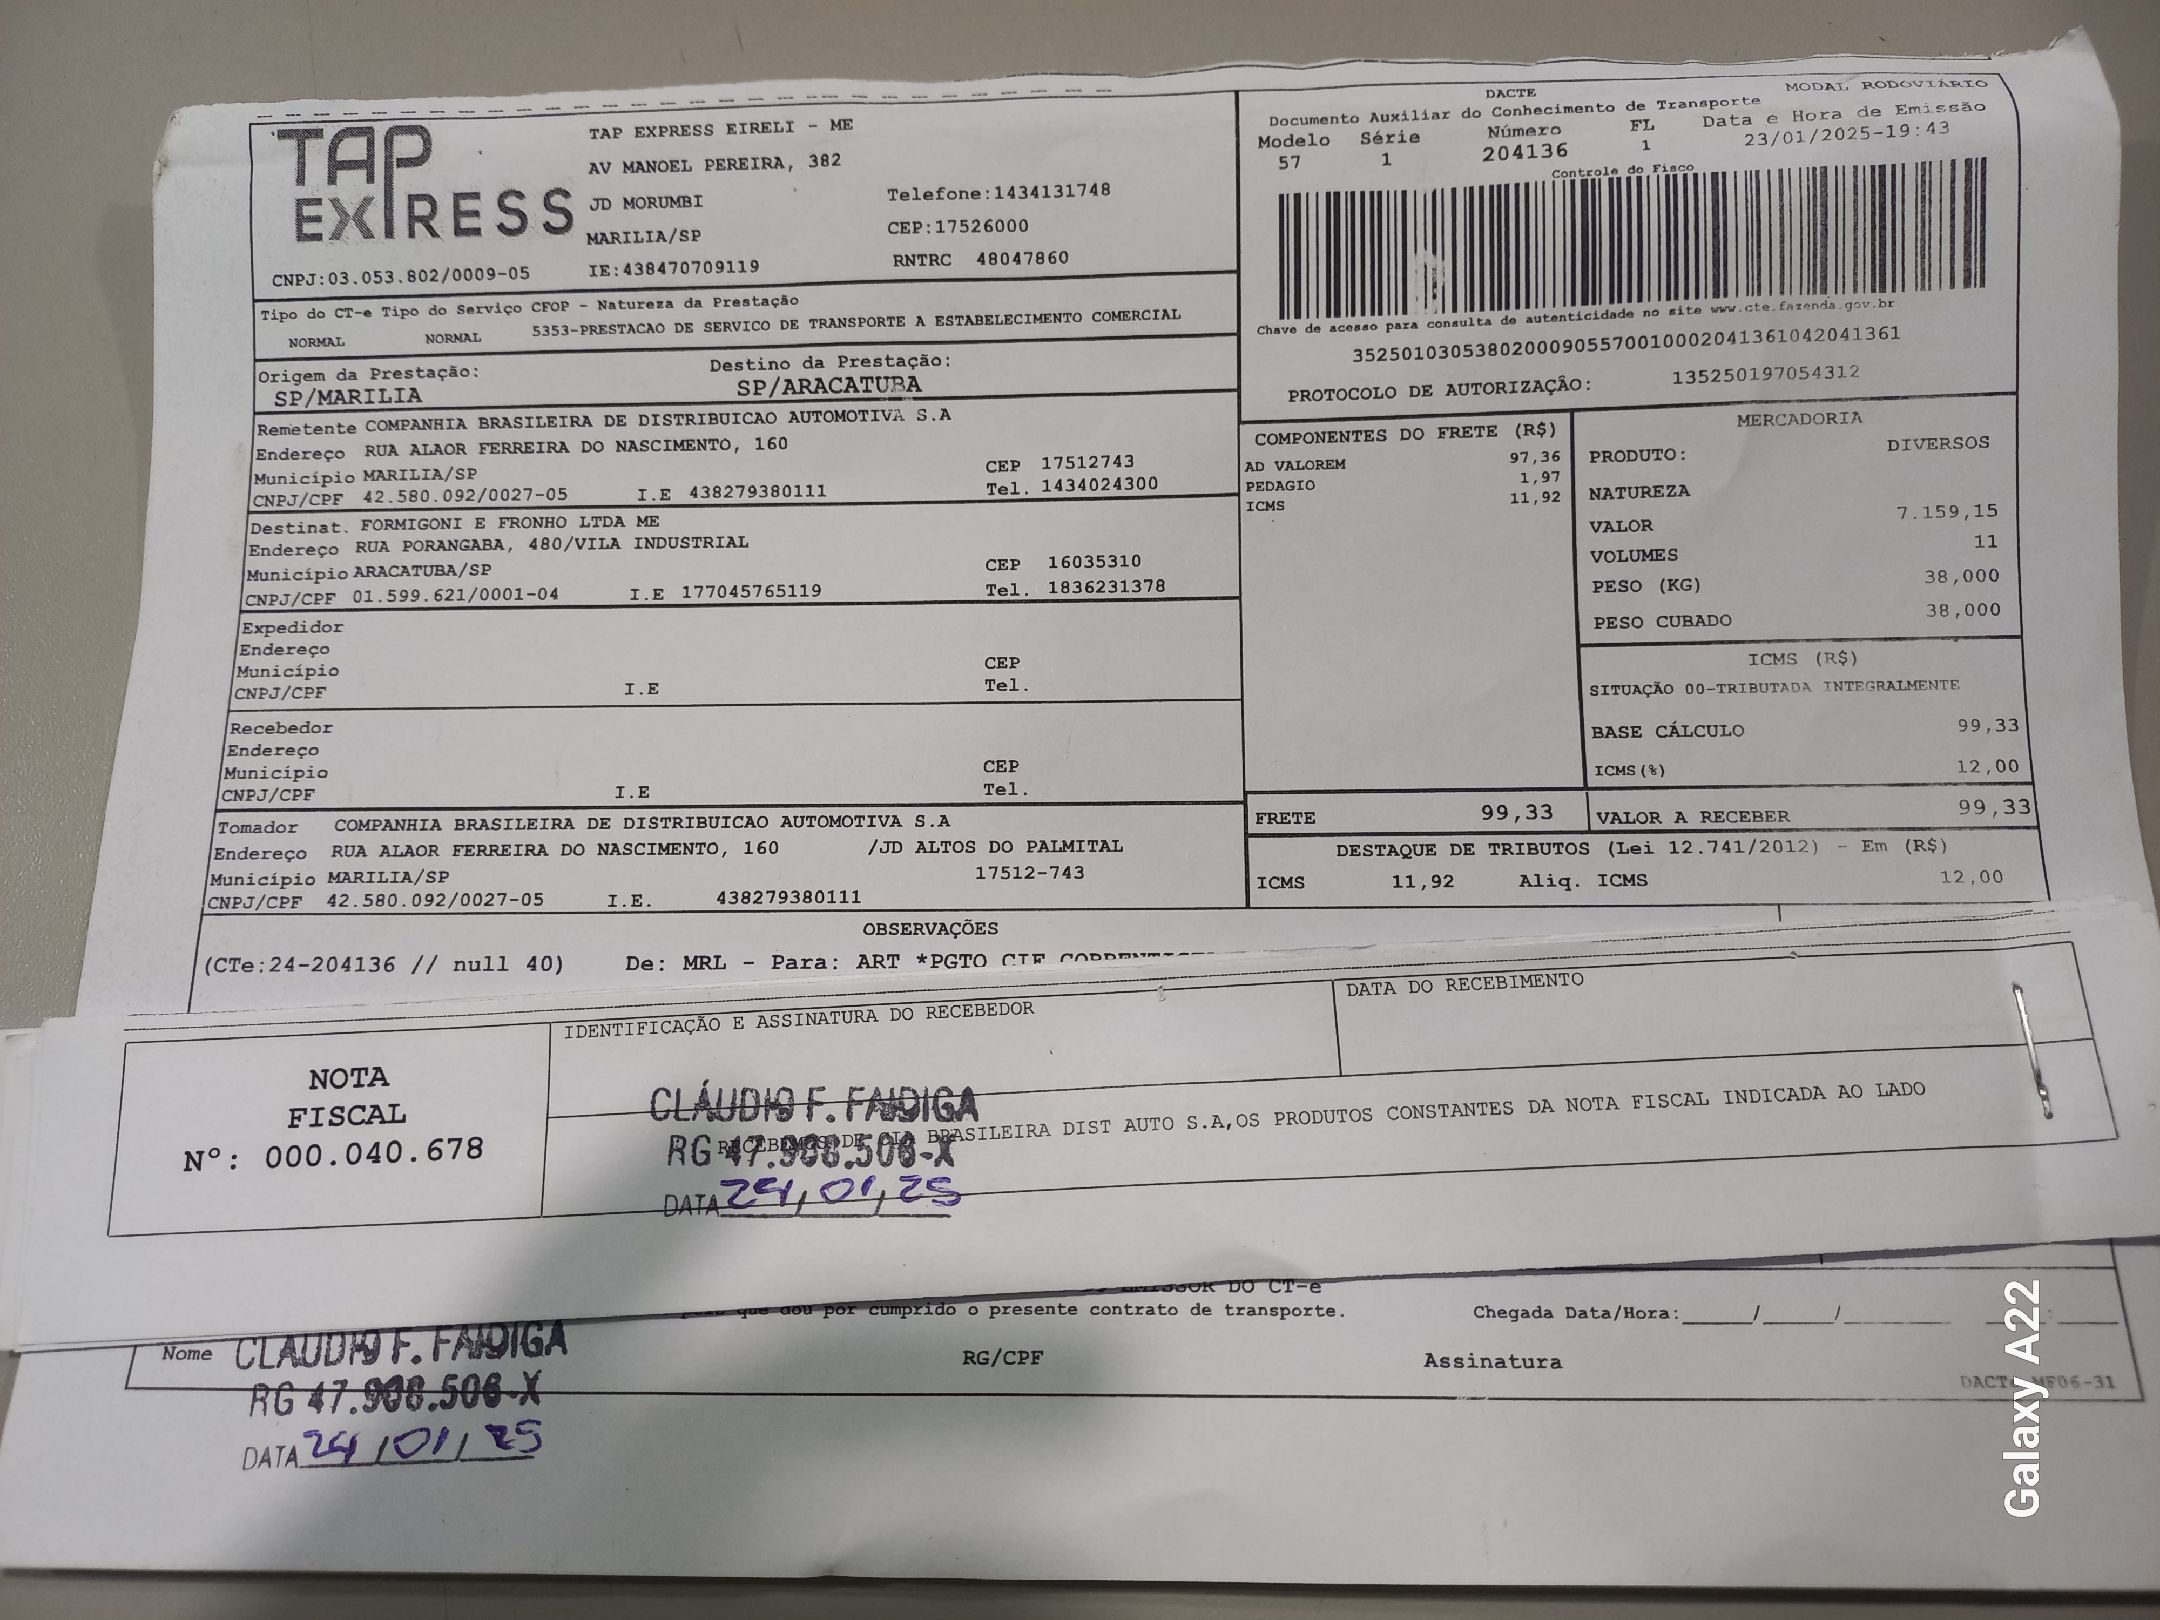 TAP EXPRESS
TAP EXPRESS EIRELI - ME
AV MANOEL PEREIRA, 382
JD MORUMBI Telefone:1434131748
MARILIA/SP CEP:17526000
CNPJ:03.053.802/0009-05 IE:438470709119 RNTRC 48047860
MODAL RODOVIÁRIO
DACTE
Documento Auxiliar do Conhecimento de Transporte
Modelo Série Número FL Data e Hora de Emissão
57 1 204136 1 23/01/2025-19:43
Controle do Fisco
Chave de acesso para consulta de autenticidade no site www.cte.fazenda.gov.br
35250103053802000905570010002041361042041361
PROTOCOLO DE AUTORIZAÇÃO: 135250197054312
Tipo do CT-e Tipo do Serviço CFOP - Natureza da Prestação
NORMAL NORMAL 5353-PRESTACAO DE SERVICO DE TRANSPORTE A ESTABELECIMENTO COMERCIAL
Origem da Prestação: Destino da Prestação:
SP/MARILIA SP/ARACATUBA
Remetente COMPANHIA BRASILEIRA DE DISTRIBUICAO AUTOMOTIVA S.A
Endereço RUA ALAOR FERREIRA DO NASCIMENTO, 160
Município MARILIA/SP CEP 17512743
CNPJ/CPF 42.580.092/0027-05 I.E 438279380111 Tel. 1434024300
Destinat. FORMIGONI E FRONHO LTDA ME
Endereço RUA PORANGABA, 480/VILA INDUSTRIAL
Município ARACATUBA/SP CEP 16035310
CNPJ/CPF 01.599.621/0001-04 I.E 177045765119 Tel. 1836231378
Expedidor
Endereço
Município CEP
CNPJ/CPF I.E Tel.
Recebedor
Endereço
Município CEP
CNPJ/CPF I.E Tel.
Tomador COMPANHIA BRASILEIRA DE DISTRIBUICAO AUTOMOTIVA S.A
Endereço RUA ALAOR FERREIRA DO NASCIMENTO, 160 /JD ALTOS DO PALMITAL
Município MARILIA/SP 17512-743
CNPJ/CPF 42.580.092/0027-05 I.E. 438279380111
COMPONENTES DO FRETE (R$)
AD VALOREM 97,36
PEDAGIO 1,97
ICMS 11,92
MERCADORIA
PRODUTO: DIVERSOS
NATUREZA
VALOR 7.159,15
VOLUMES 11
PESO (KG) 38,000
PESO CUBADO 38,000
ICMS (R$)
SITUAÇÃO 00-TRIBUTADA INTEGRALMENTE
BASE CÁLCULO 99,33
ICMS(%) 12,00
FRETE 99,33 VALOR A RECEBER 99,33
DESTAQUE DE TRIBUTOS (Lei 12.741/2012) - Em (R$)
ICMS 11,92 Aliq. ICMS 12,00
OBSERVAÇÕES
(CTe:24-204136 // null 40) De: MRL - Para: ART *PGTO CIF
IDENTIFICAÇÃO E ASSINATURA DO RECEBEDOR DATA DO RECEBIMENTO
NOTA
FISCAL
N°: 000.040.678
RECEBEMOS DE CIA BRASILEIRA DIST AUTO S.A,OS PRODUTOS CONSTANTES DA NOTA FISCAL INDICADA AO LADO
CLÁUDIO F. FAIDIGA
RG 47.908.506-X
DATA 24/01/25
EMISSOR DO CT-e
que dou por cumprido o presente contrato de transporte. Chegada Data/Hora:_____/_____/_____ ___:____
Nome RG/CPF Assinatura
CLAUDIO F. FAIDIGA
RG 47.908.506-X
DATA 24/01/25
Galaxy A22